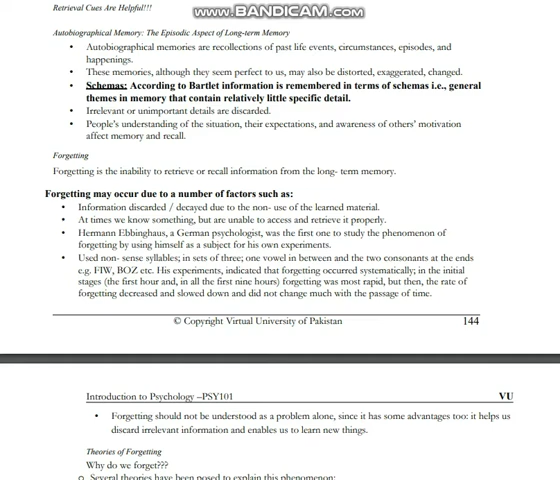 www.BANDICAM.com
Retrieval Cues Are Helpful!!!
Autobiographical Memory: The Episodic Aspect of Long-term Memory
• Autobiographical memories are recollections of past life events, circumstances, episodes, and
happenings.
• These memories, although they seem perfect to us, may also be distorted, exaggerated, changed.
• Schemas: According to Bartlet information is remembered in terms of schemas i.e., general
themes in memory that contain relatively little specific detail.
• Irrelevant or unimportant details are discarded.
• People's understanding of the situation, their expectations, and awareness of others' motivation
affect memory and recall.
Forgetting
Forgetting is the inability to retrieve or recall information from the long- term memory.
Forgetting may occur due to a number of factors such as:
• Information discarded / decayed due to the non- use of the learned material.
• At times we know something, but are unable to access and retrieve it properly.
• Hermann Ebbinghaus, a German psychologist, was the first one to study the phenomenon of
forgetting by using himself as a subject for his own experiments.
• Used non- sense syllables; in sets of three; one vowel in between and the two consonants at the ends
e.g. FIW, BOZ etc. His experiments, indicated that forgetting occurred systematically; in the initial
stages (the first hour and, in all the first nine hours) forgetting was most rapid, but then, the rate of
forgetting decreased and slowed down and did not change much with the passage of time.
© Copyright Virtual University of Pakistan 144
Introduction to Psychology –PSY101 VU
• Forgetting should not be understood as a problem alone, since it has some advantages too: it helps us
discard irrelevant information and enables us to learn new things.
Theories of Forgetting
Why do we forget???
o Several theories have been posed to explain this phenomenon: